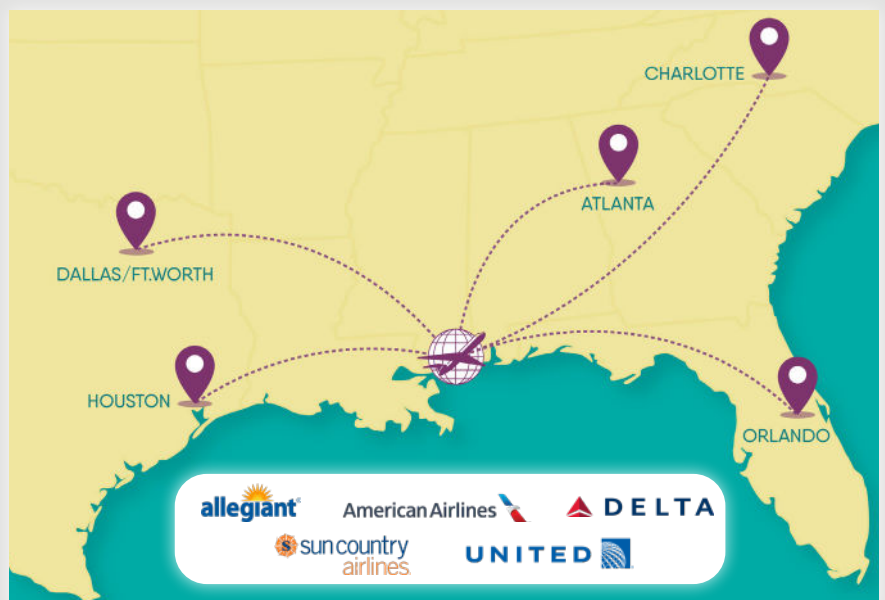 CHARLOTTE
ATLANTA
DALLAS/FT.WORTH
HOUSTON
ORLANDO
allegiant®
American Airlines
DELTA
sun country
airlines.
UNITED